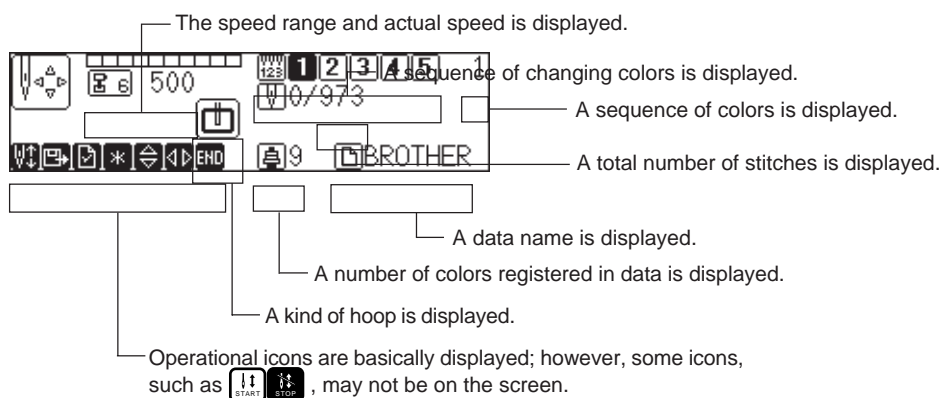 The speed range and actual speed is displayed.
123 1 2 3 4 5 1
A sequence of changing colors is displayed.
6 500
0/973
A sequence of colors is displayed.
END 9 BROTHER
A total number of stitches is displayed.
A data name is displayed.
A number of colors registered in data is displayed.
A kind of hoop is displayed.
Operational icons are basically displayed; however, some icons,
such as START STOP , may not be on the screen.